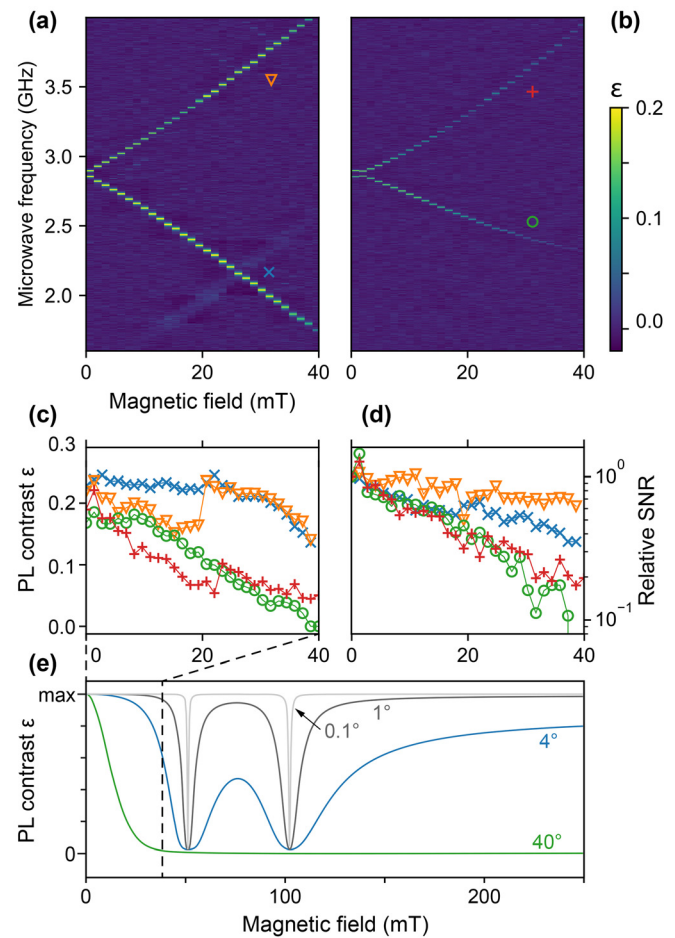 (a)
(b)
Microwave frequency (GHz)
3.5
3.0
2.5
2.0
0
20
40
0
20
40
Magnetic field (mT)
ε
0.2
0.1
0.0
(c)
(d)
PL contrast ε
0.3
0.2
0.1
0.0
0
20
40
0
20
40
10⁰
10⁻¹
Relative SNR
(e)
PL contrast ε
max
0
0.1°
1°
4°
40°
0
100
200
Magnetic field (mT)